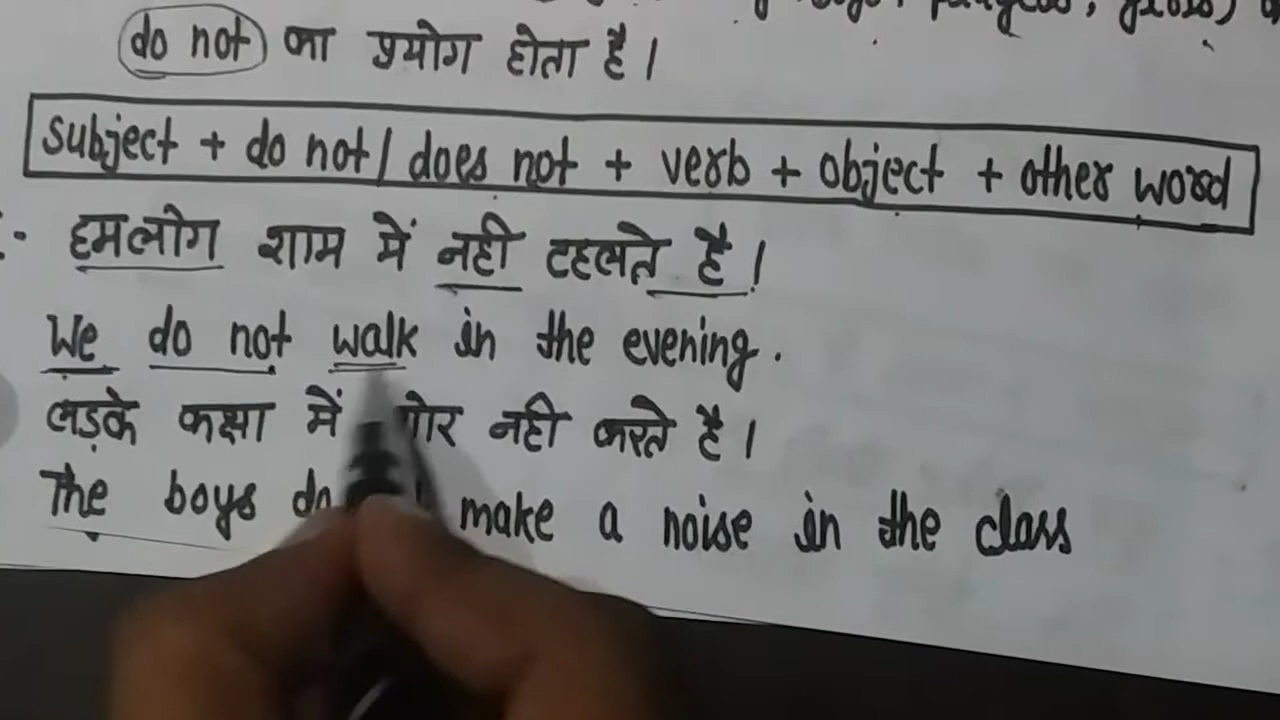 do not का प्रयोग होता है।
subject + do not / does not + verb + object + other word
:- हमलोग शाम में नही टहलते है।
We do not walk in the evening.
लड़के कक्षा में नही करते है।
The boys do make a noise in the class